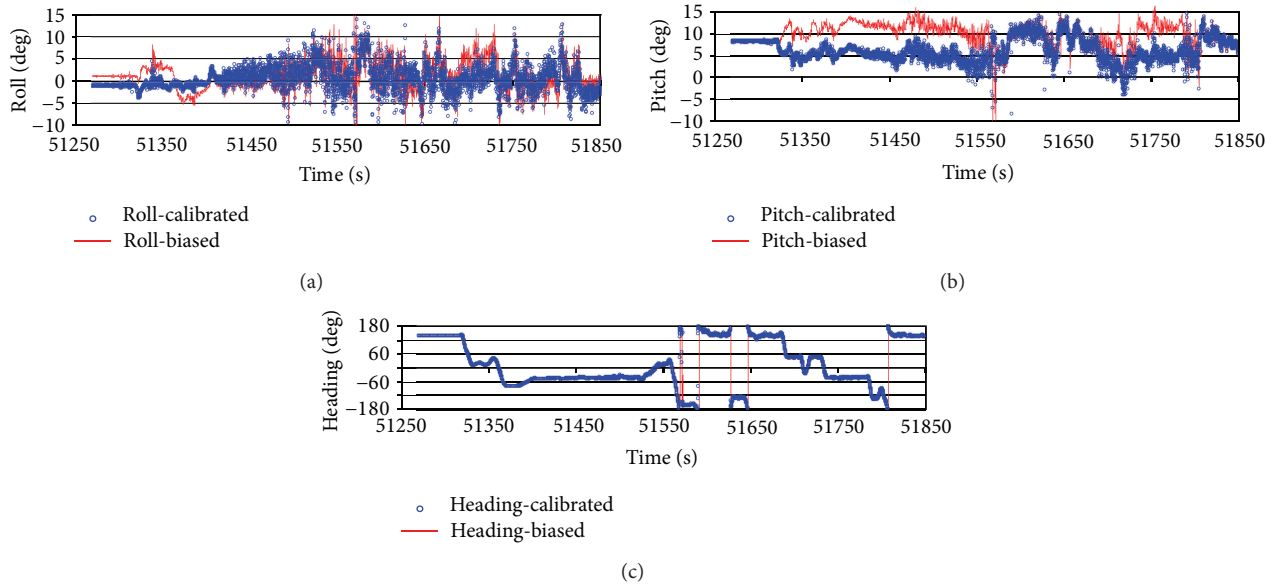 15
10
5
0
−5
−10
Roll (deg)
51250 51350 51450 51550 51650 51750 51850
Time (s)
Roll-calibrated
Roll-biased
(a)
15
10
5
0
−5
−10
Pitch (deg)
51250 51350 51450 51550 51650 51750 51850
Time (s)
Pitch-calibrated
Pitch-biased
(b)
180
60
−60
−180
Heading (deg)
51250 51350 51450 51550 51650 51750 51850
Time (s)
Heading-calibrated
Heading-biased
(c)